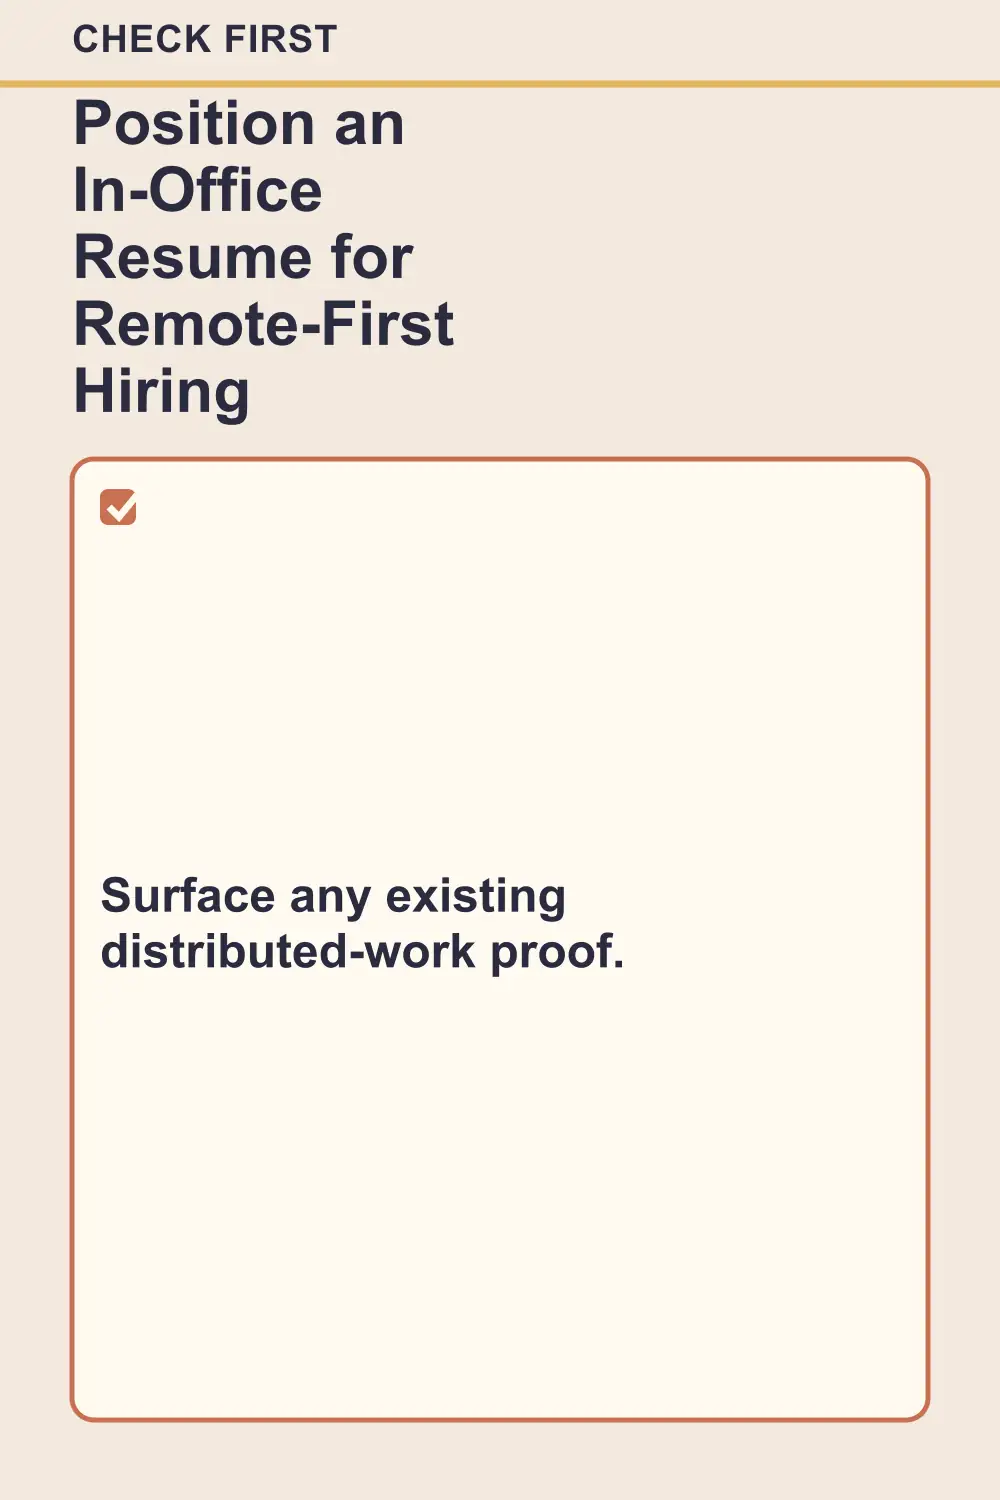 CHECK FIRST
Position an
In-Office
Resume for
Remote-First
Hiring
Surface any existing
distributed-work proof.